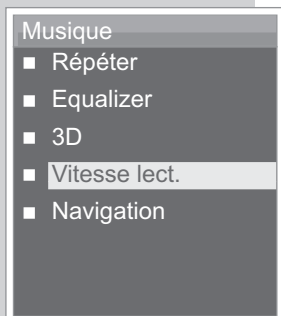 Musique
Répéter
Equalizer
3D
Vitesse lect.
Navigation